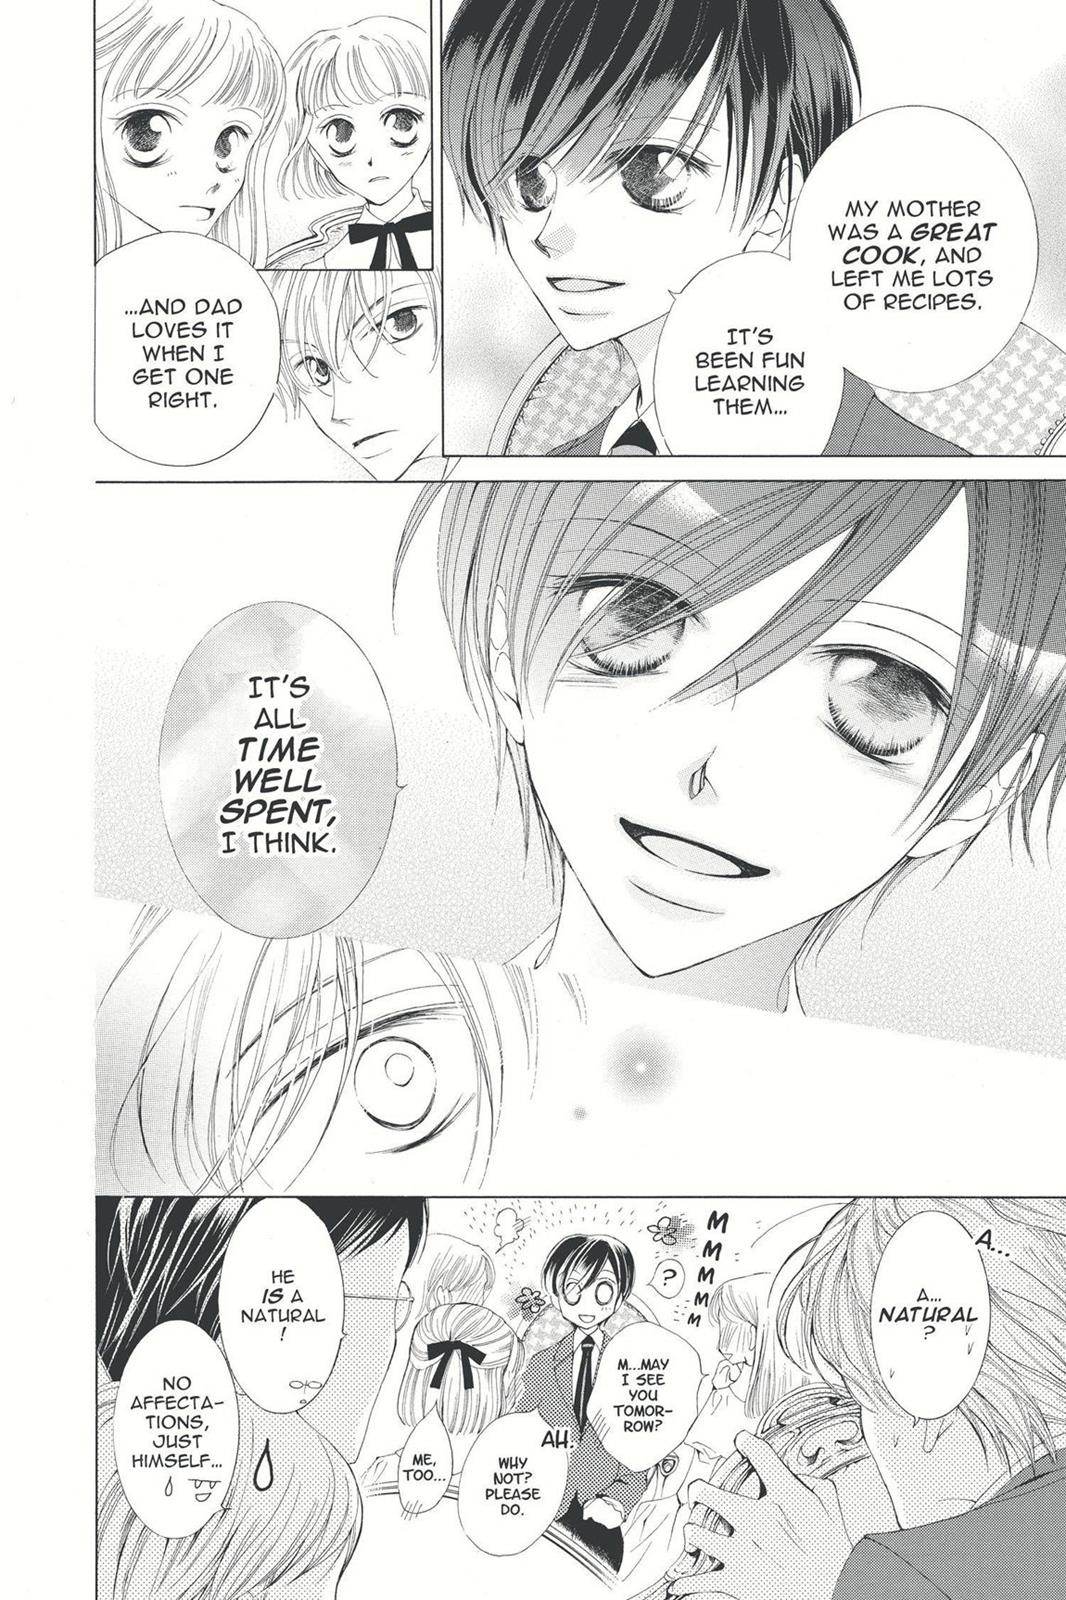 MY MOTHER
WAS A GREAT
COOK, AND
LEFT ME LOTS
OF RECIPES.
IT'S
BEEN FUN
LEARNING
THEM...
...AND DAD
LOVES IT
WHEN I
GET ONE
RIGHT.
IT'S
ALL
TIME
WELL
SPENT,
I THINK.
A...
A...
NATURAL
?
MMMMM
?
M...MAY
I SEE
YOU
TOMOR-
ROW?
AH.
WHY
NOT?
PLEASE
DO.
ME,
TOO...
HE
IS A
NATURAL
!
NO
AFFECTA-
TIONS,
JUST
HIMSELF...